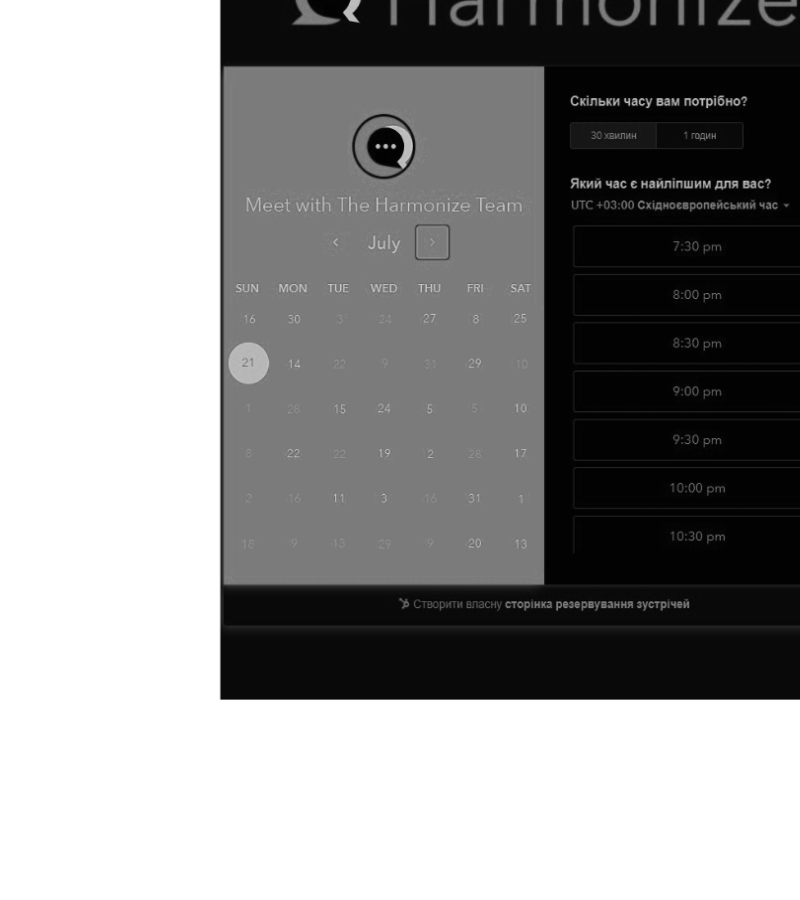 Harmonize
Meet with The Harmonize Team
July
SUN MON TUE WED THU FRI SAT
16 30 3 24 27 8 25
21 14 22 9 31 29 10
1 28 15 24 5 5 10
8 22 22 19 2 28 17
2 16 11 3 16 31 1
18 9 13 29 9 20 13
Скільки часу вам потрібно?
30 хвилин 1 годин
Який час є найліпшим для вас?
UTC +03:00 Східноєвропейський час
7:30 pm
8:00 pm
8:30 pm
9:00 pm
9:30 pm
10:00 pm
10:30 pm
Створити власну сторінка резервування зустрічей